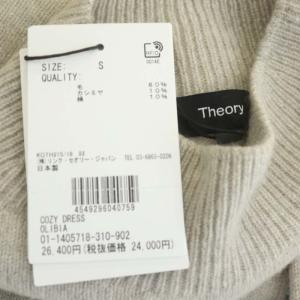 SIZE: S
QUALITY:
毛 80%
カシミヤ 10%
綿 10%
Theory
(株)リンク・セオリー・ジャパン
日本製
4549296040759
COZY DRESS
OLIBIA
01-1405718-310-902
26,400円(税抜価格 24,000円)